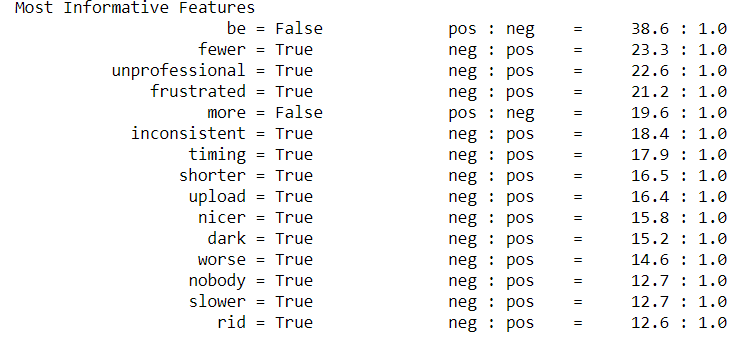 Most Informative Features
be = False pos : neg = 38.6 : 1.0
fewer = True neg : pos = 23.3 : 1.0
unprofessional = True neg : pos = 22.6 : 1.0
frustrated = True neg : pos = 21.2 : 1.0
more = False pos : neg = 19.6 : 1.0
inconsistent = True neg : pos = 18.4 : 1.0
timing = True neg : pos = 17.9 : 1.0
shorter = True neg : pos = 16.5 : 1.0
upload = True neg : pos = 16.4 : 1.0
nicer = True neg : pos = 15.8 : 1.0
dark = True neg : pos = 15.2 : 1.0
worse = True neg : pos = 14.6 : 1.0
nobody = True neg : pos = 12.7 : 1.0
slower = True neg : pos = 12.7 : 1.0
rid = True neg : pos = 12.6 : 1.0